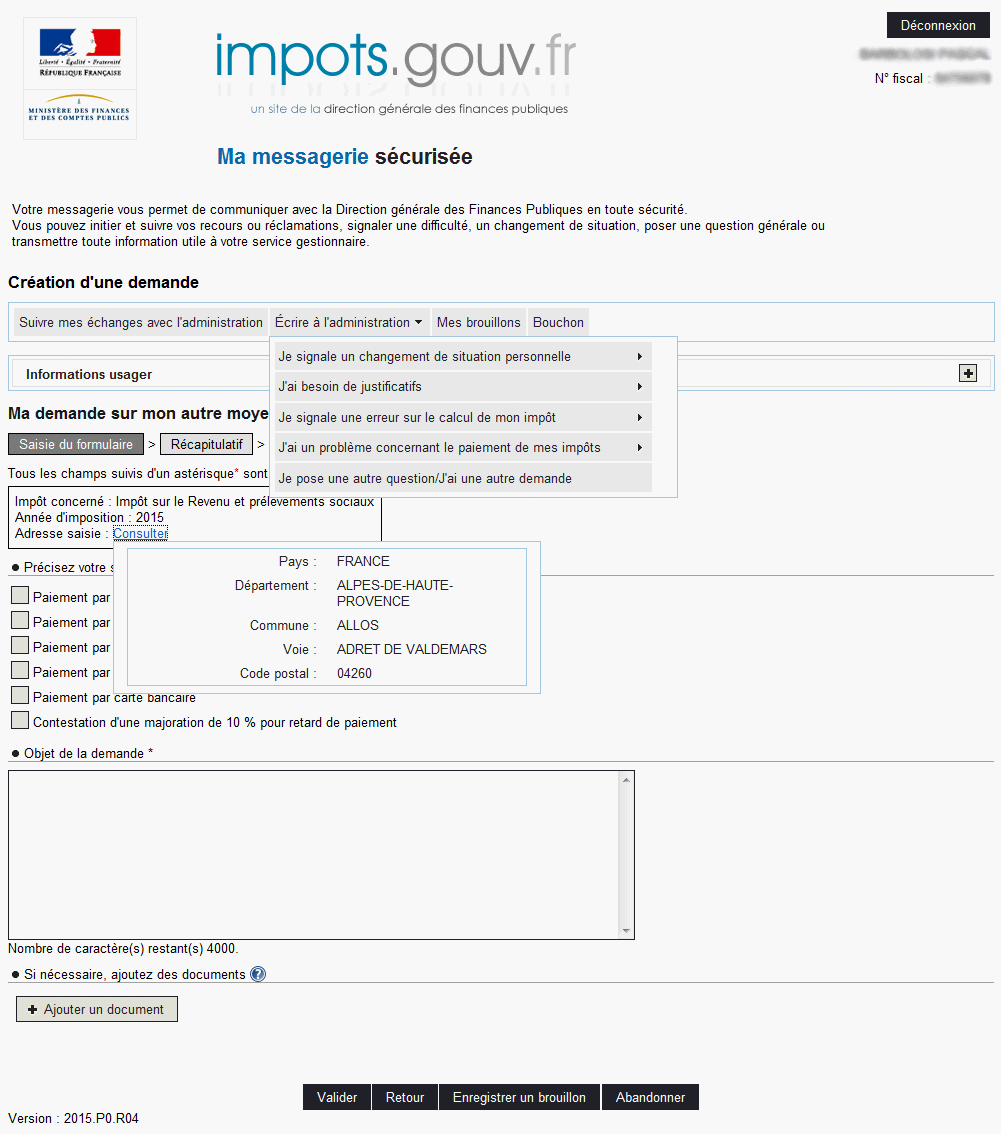 Déconnexion
Liberté • Égalité • Fraternité
RÉPUBLIQUE FRANÇAISE
MINISTÈRE DES FINANCES
ET DES COMPTES PUBLICS
impots.gouv.fr
un site de la direction générale des finances publiques
N° fiscal :
Ma messagerie sécurisée
Votre messagerie vous permet de communiquer avec la Direction générale des Finances Publiques en toute sécurité.
Vous pouvez initier et suivre vos recours ou réclamations, signaler une difficulté, un changement de situation, poser une question générale ou
transmettre toute information utile à votre service gestionnaire.
Création d'une demande
Suivre mes échanges avec l'administration Écrire à l'administration Mes brouillons Bouchon
Je signale un changement de situation personnelle
J'ai besoin de justificatifs
Je signale une erreur sur le calcul de mon impôt
J'ai un problème concernant le paiement de mes impôts
Je pose une autre question/J'ai une autre demande
Informations usager
Ma demande sur mon autre moye
Saisie du formulaire > Récapitulatif >
Tous les champs suivis d'un astérisque* sont
Impôt concerné : Impôt sur le Revenu et prélèvements sociaux
Année d'imposition : 2015
Adresse saisie : Consulter
Pays : FRANCE
Département : ALPES-DE-HAUTE-
PROVENCE
Commune : ALLOS
Voie : ADRET DE VALDEMARS
Code postal : 04260
• Précisez votre s
Paiement par
Paiement par
Paiement par
Paiement par
Paiement par carte bancaire
Contestation d'une majoration de 10 % pour retard de paiement
• Objet de la demande *
Nombre de caractère(s) restant(s) 4000.
• Si nécessaire, ajoutez des documents ?
+ Ajouter un document
Valider Retour Enregistrer un brouillon Abandonner
Version : 2015.P0.R04